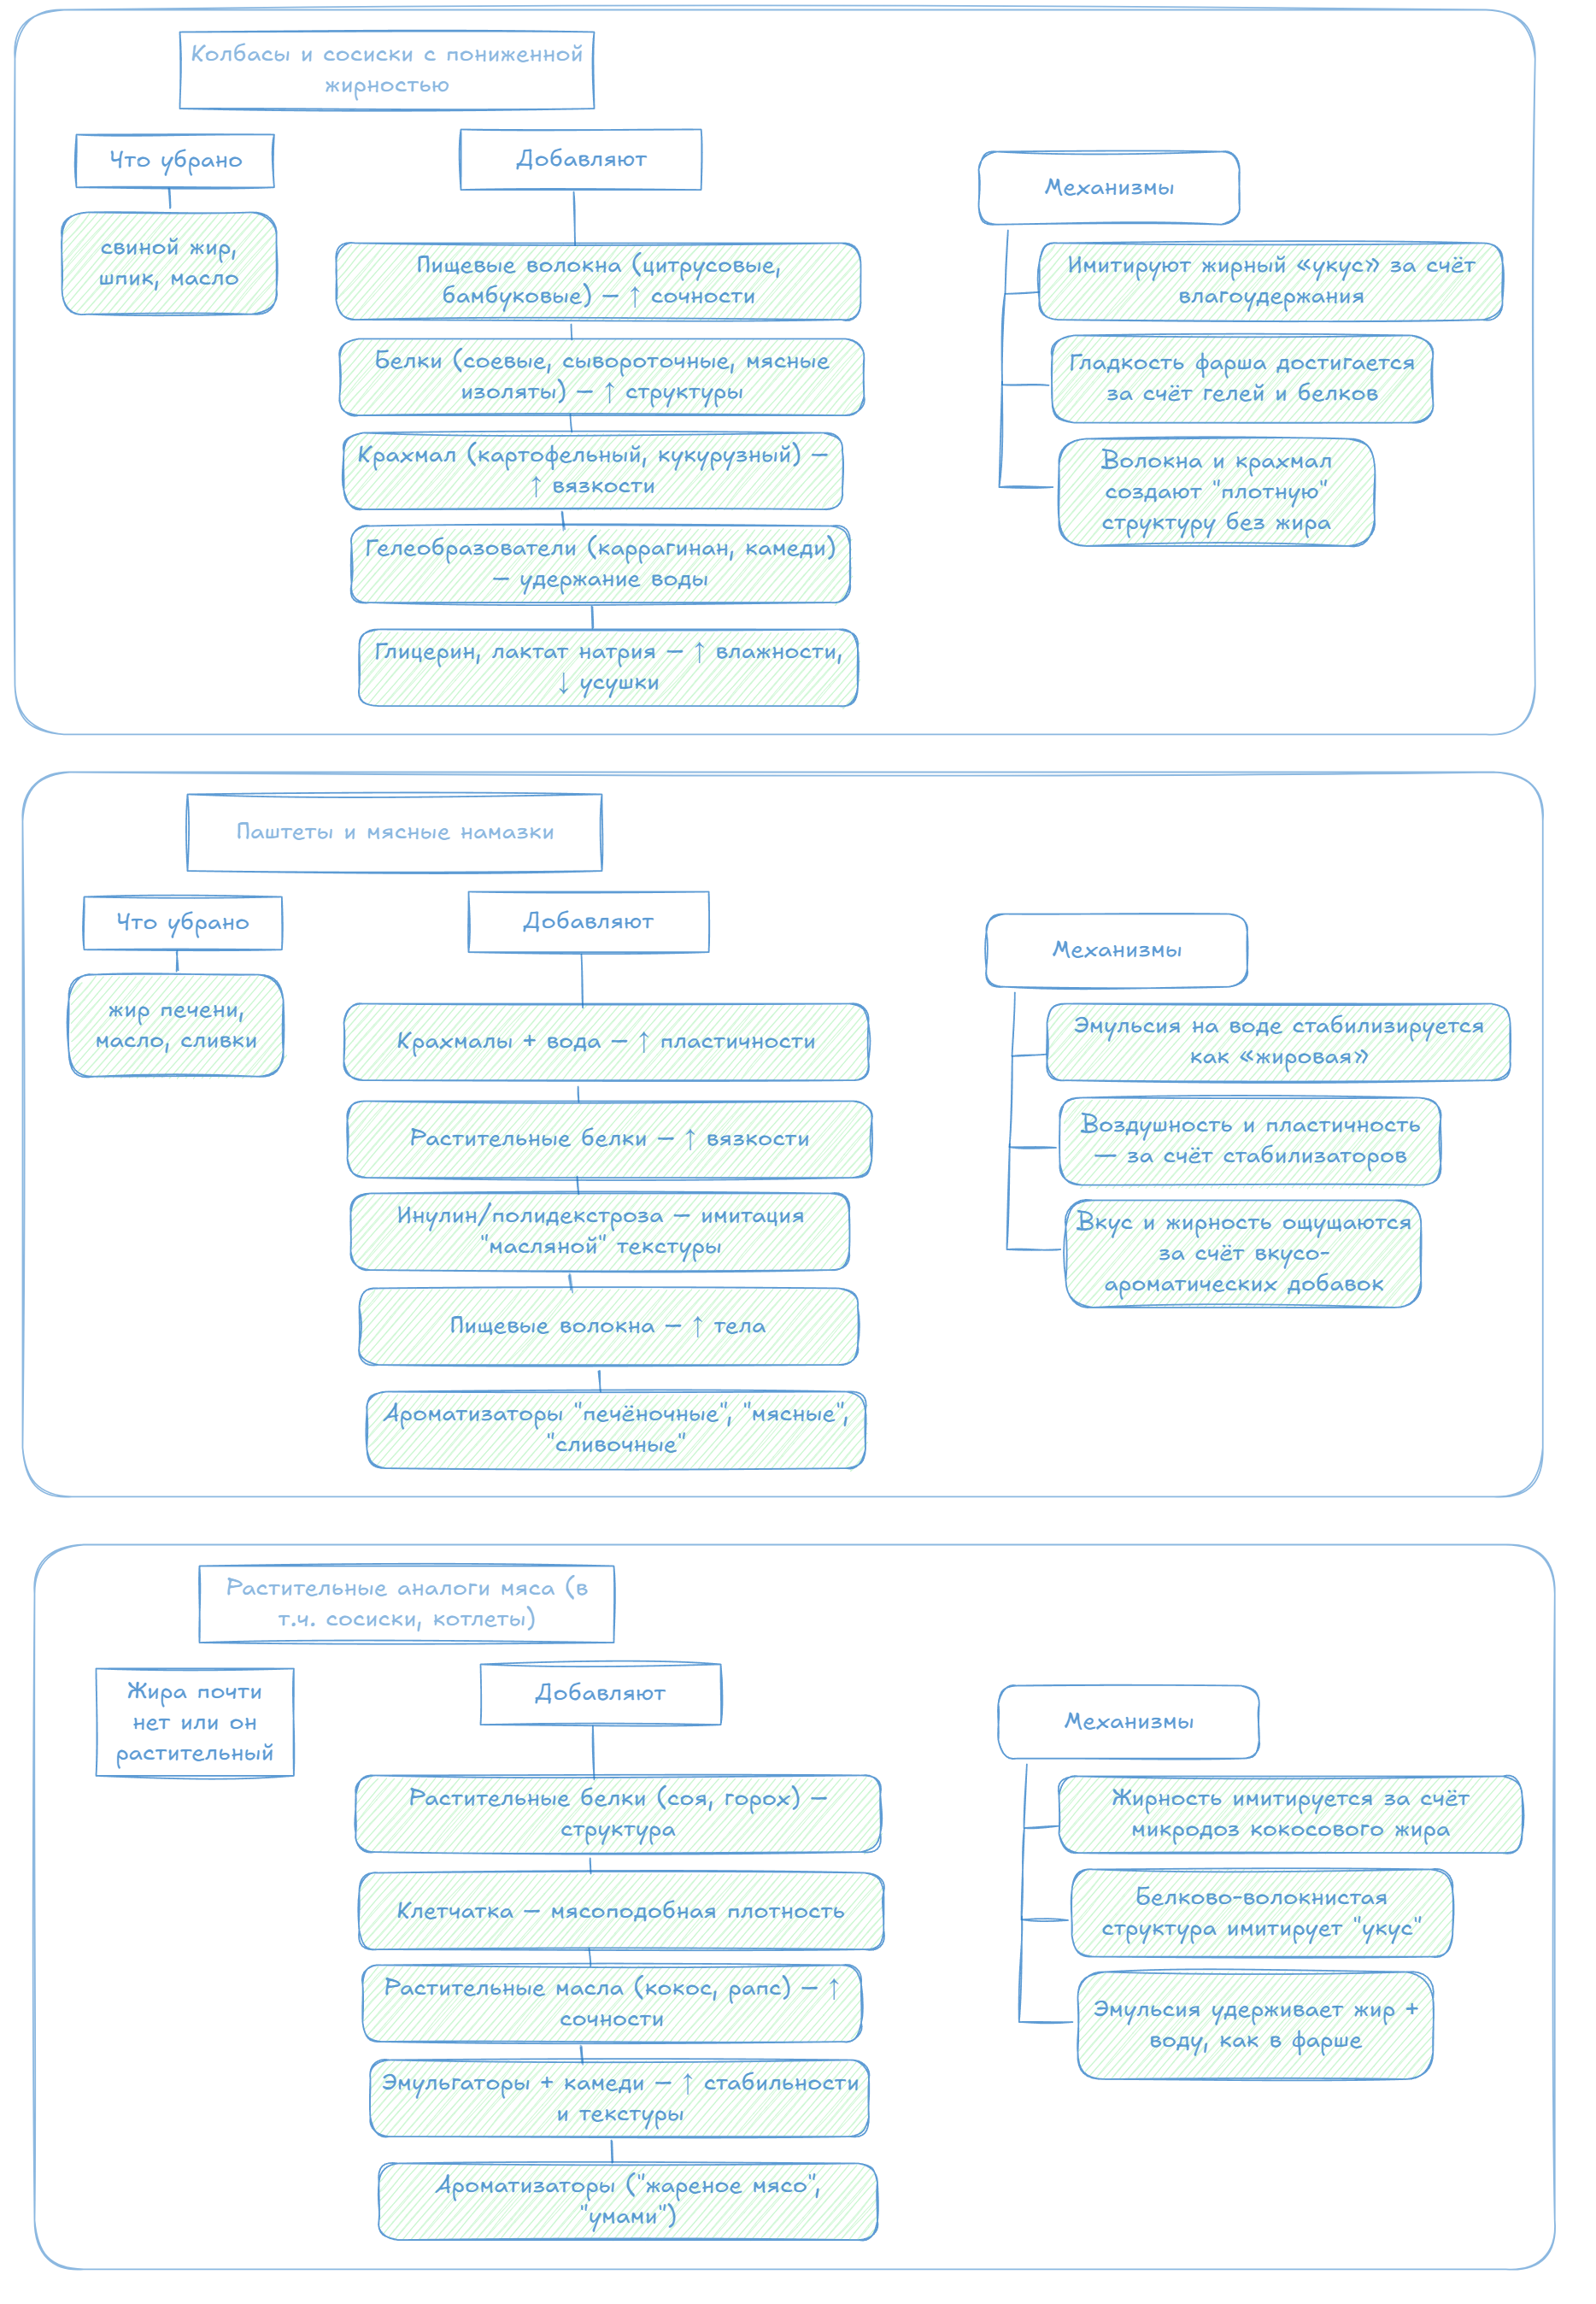 Колбасы и сосиски с пониженной
жирностью
Что убрано
свиной жир,
шпик, масло
Добавляют
Пищевые волокна (цитрусовые,
бамбуковые) — ↑ сочности
Белки (соевые, сывороточные, мясные
изоляты) — ↑ структуры
Крахмал (картофельный, кукурузный) —
↑ вязкости
Гелеобразователи (каррагинан, камеди)
— удержание воды
Глицерин, лактат натрия — ↑ влажности,
↓ усушки
Механизмы
Имитируют жирный «укус» за счёт
влагоудержания
Гладкость фарша достигается
за счёт гелей и белков
Волокна и крахмал
создают "плотную"
структуру без жира
Паштеты и мясные намазки
Что убрано
жир печени,
масло, сливки
Добавляют
Крахмалы + вода — ↑ пластичности
Растительные белки — ↑ вязкости
Инулин/полидекстроза — имитация
"масляной" текстуры
Пищевые волокна — ↑ тела
Ароматизаторы "печёночные", "мясные",
"сливочные"
Механизмы
Эмульсия на воде стабилизируется
как «жировая»
Воздушность и пластичность
— за счёт стабилизаторов
Вкус и жирность ощущаются
за счёт вкусо-
ароматических добавок
Растительные аналоги мяса (в
т.ч. сосиски, котлеты)
Жира почти
нет или он
растительный
Добавляют
Растительные белки (соя, горох) —
структура
Клетчатка — мясоподобная плотность
Растительные масла (кокос, рапс) — ↑
сочности
Эмульгаторы + камеди — ↑ стабильности
и текстуры
Ароматизаторы ("жареное мясо",
"умами")
Механизмы
Жирность имитируется за счёт
микродоз кокосового жира
Белково-волокнистая
структура имитирует "укус"
Эмульсия удерживает жир +
воду, как в фарше